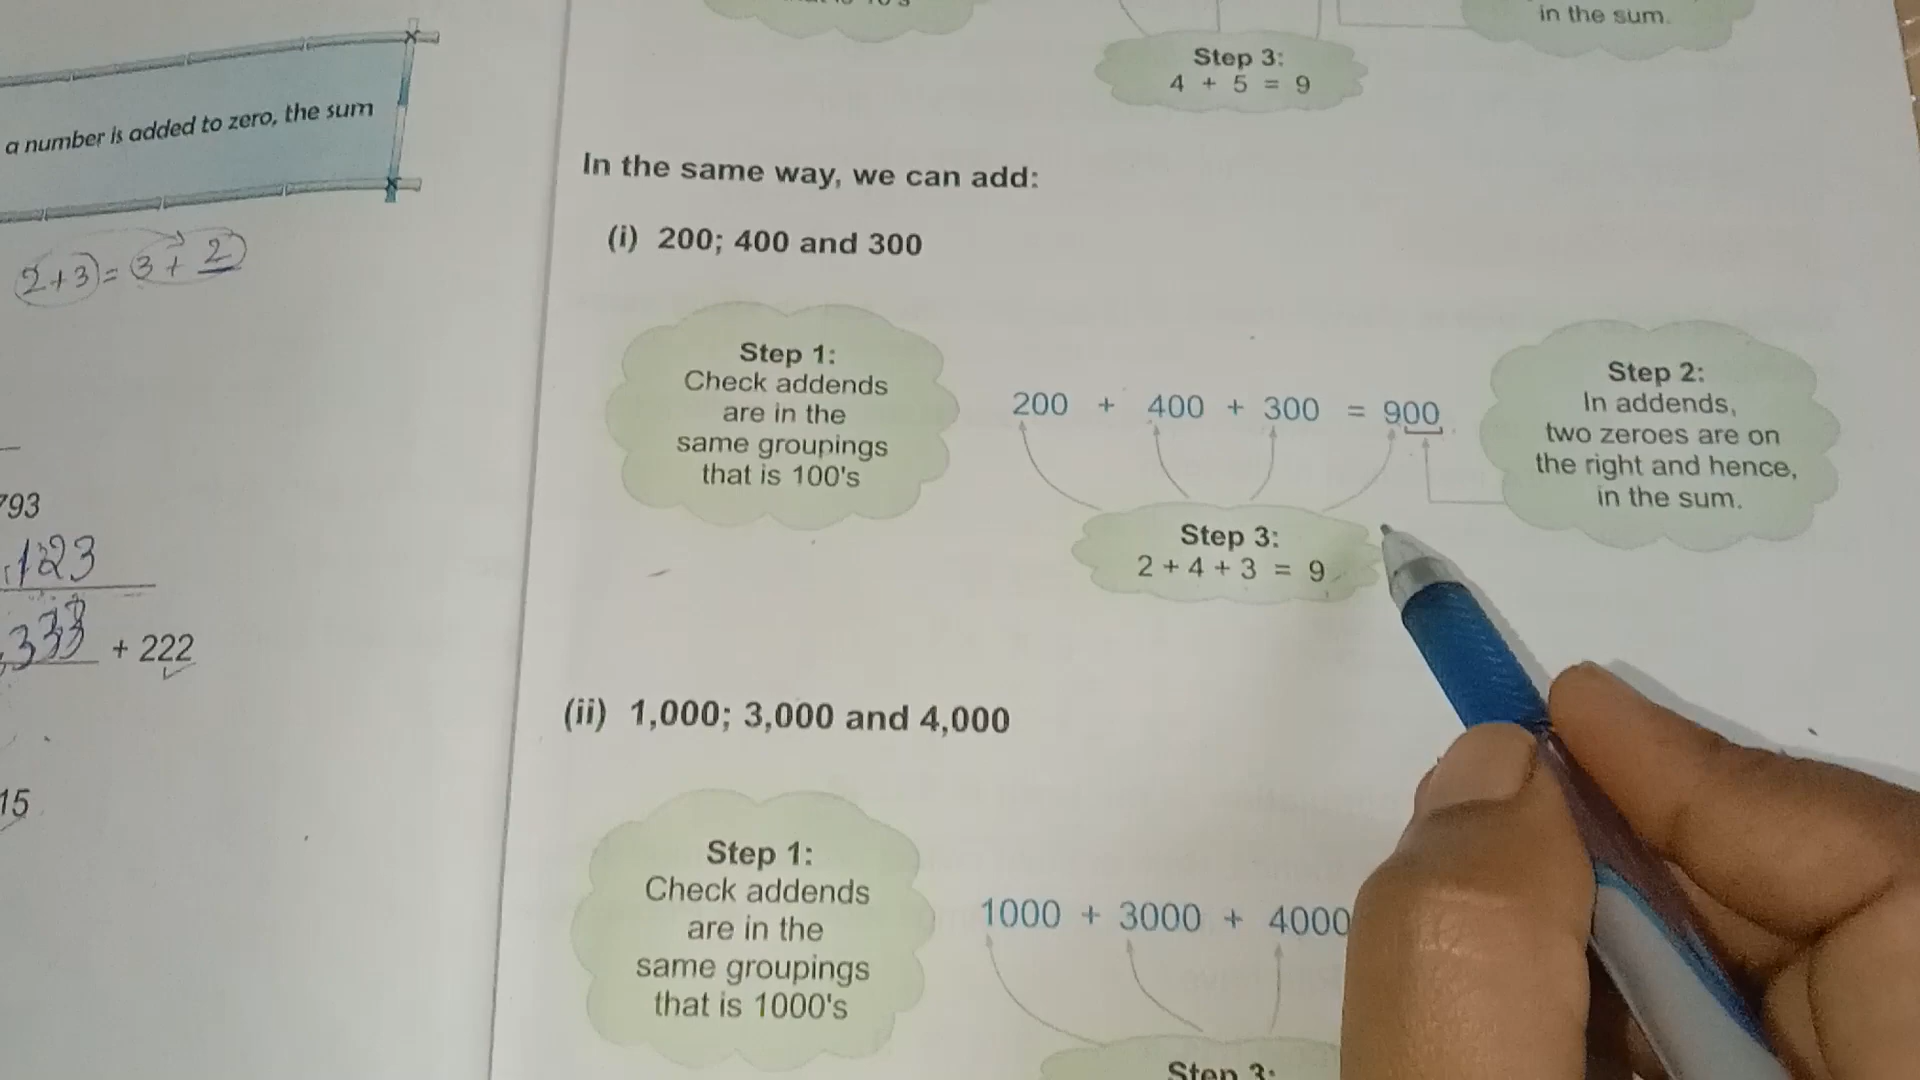 a number is added to zero, the sum
2+3 = 3 + 2
793
123
333 + 222
15
in the sum.
Step 3:
4 + 5 = 9
In the same way, we can add:
(i) 200; 400 and 300
Step 1:
Check addends
are in the
same groupings
that is 100's
200 + 400 + 300 = 900
Step 2:
In addends,
two zeroes are on
the right and hence,
in the sum.
Step 3:
2 + 4 + 3 = 9
(ii) 1,000; 3,000 and 4,000
Step 1:
Check addends
are in the
same groupings
that is 1000's
1000 + 3000 + 4000
Step 3: